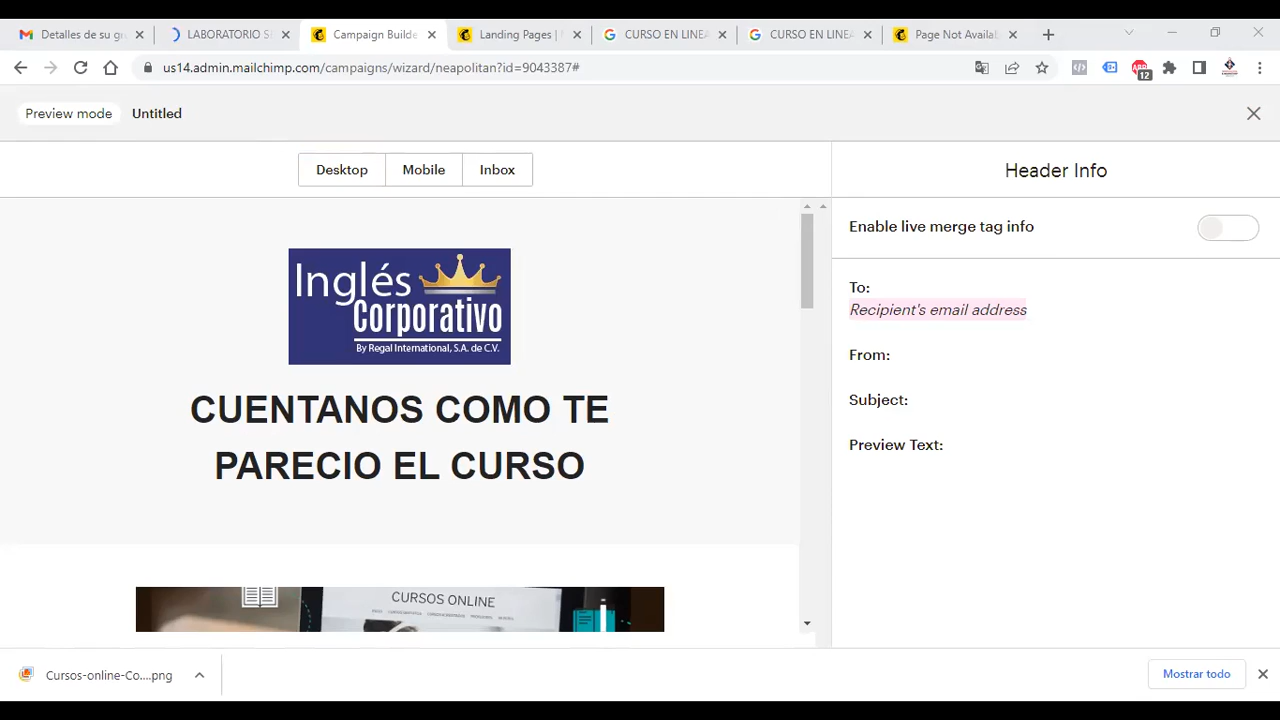 Detalles de su gr
LABORATORIO S
Campaign Builde
Landing Pages |
CURSO EN LINEA
CURSO EN LINEA
Page Not Availab
us14.admin.mailchimp.com/campaigns/wizard/neapolitan?id=9043387#
12
Preview mode
Untitled
Desktop
Mobile
Inbox
Header Info
Enable live merge tag info
To:
Recipient's email address
From:
Subject:
Preview Text:
Inglés
Corporativo
By Regal International, S.A. de C.V.
CUENTANOS COMO TE
PARECIO EL CURSO
CURSOS ONLINE
Cursos-online-Co....png
Mostrar todo